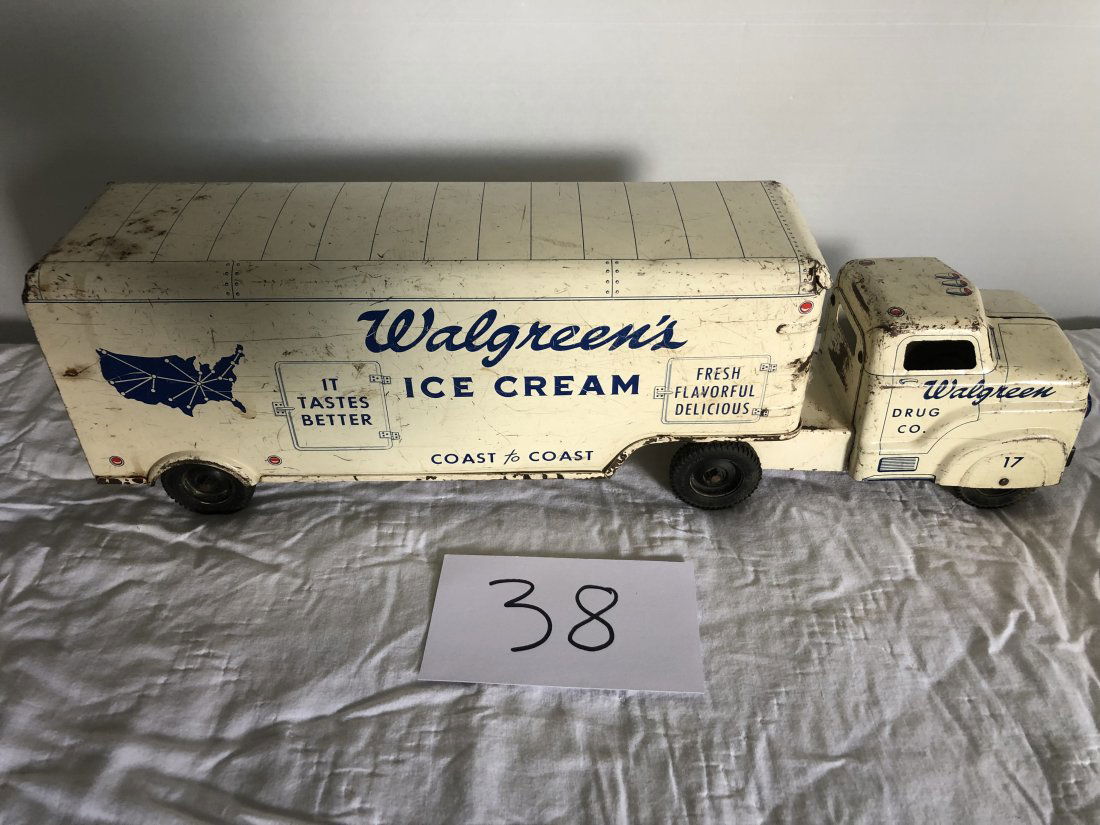 Walgreen's
ICE CREAM
IT
TASTES
BETTER
FRESH
FLAVORFUL
DELICIOUS
COAST to COAST
Walgreen
DRUG
CO.
17
38